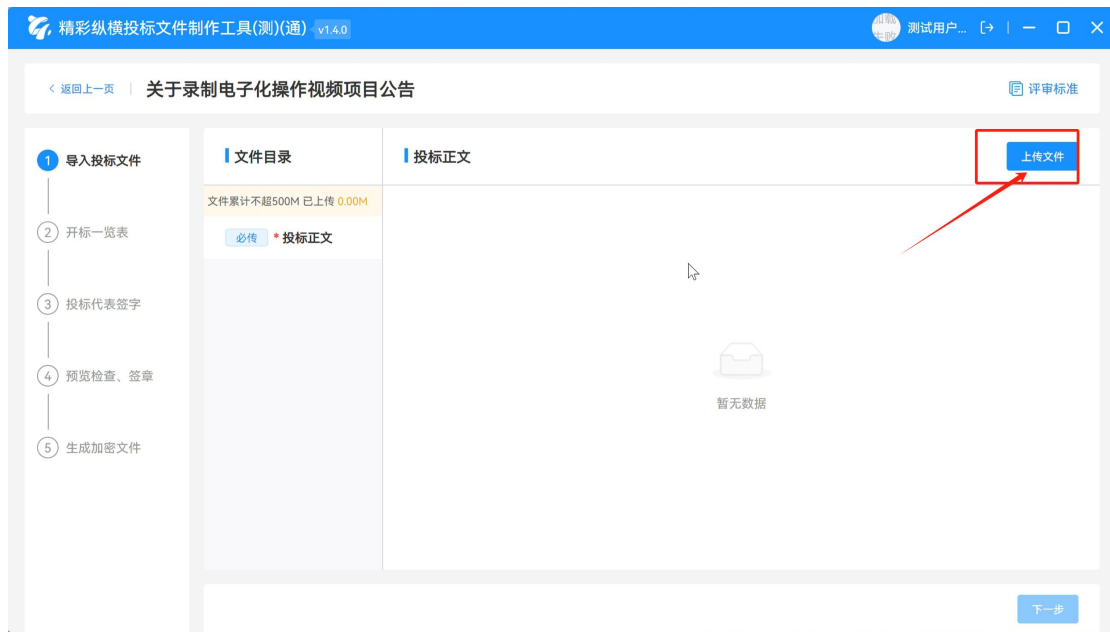 精彩纵横投标文件制作工具(测)(通) v1.4.0
加载
失败
测试用户...
返回上一页
关于录制电子化操作视频项目公告
评审标准
1 导入投标文件
2 开标一览表
3 投标代表签字
4 预览检查、签章
5 生成加密文件
文件目录
文件累计不超500M 已上传 0.00M
必传 * 投标正文
投标正文
上传文件
暂无数据
下一步